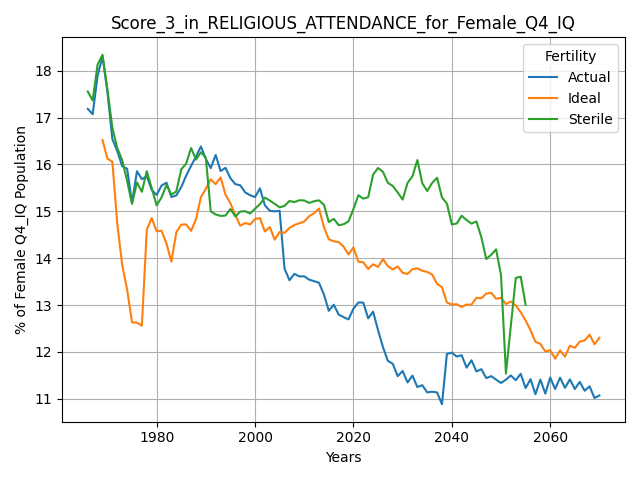 Score_3_in_RELIGIOUS_ATTENDANCE_for_Female_Q4_IQ
% of Female Q4_IQ Population
18
17
16
15
14
13
12
11
Fertility
Actual
Ideal
Sterile
1980
2000
2020
2040
2060
Years